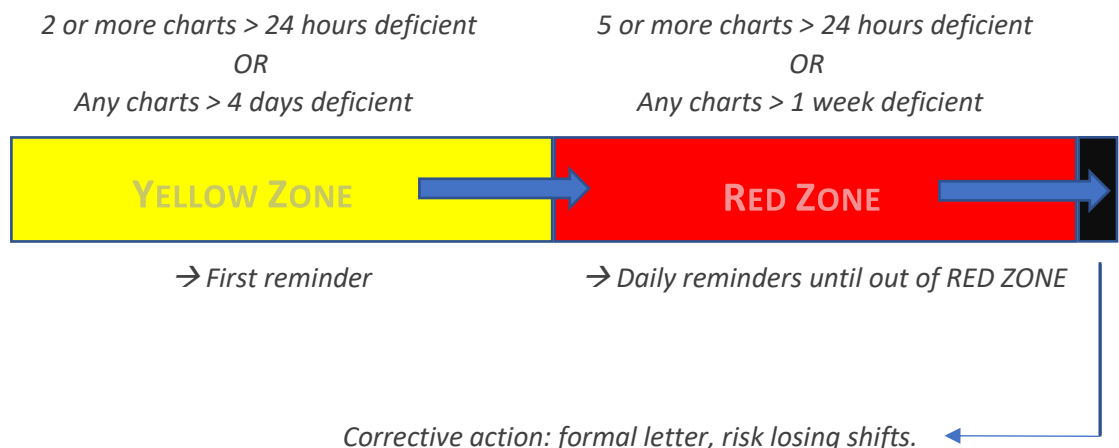 2 or more charts > 24 hours deficient
OR
Any charts > 4 days deficient
5 or more charts > 24 hours deficient
OR
Any charts > 1 week deficient
YELLOW ZONE
RED ZONE
→ First reminder
→ Daily reminders until out of RED ZONE
Corrective action: formal letter, risk losing shifts.